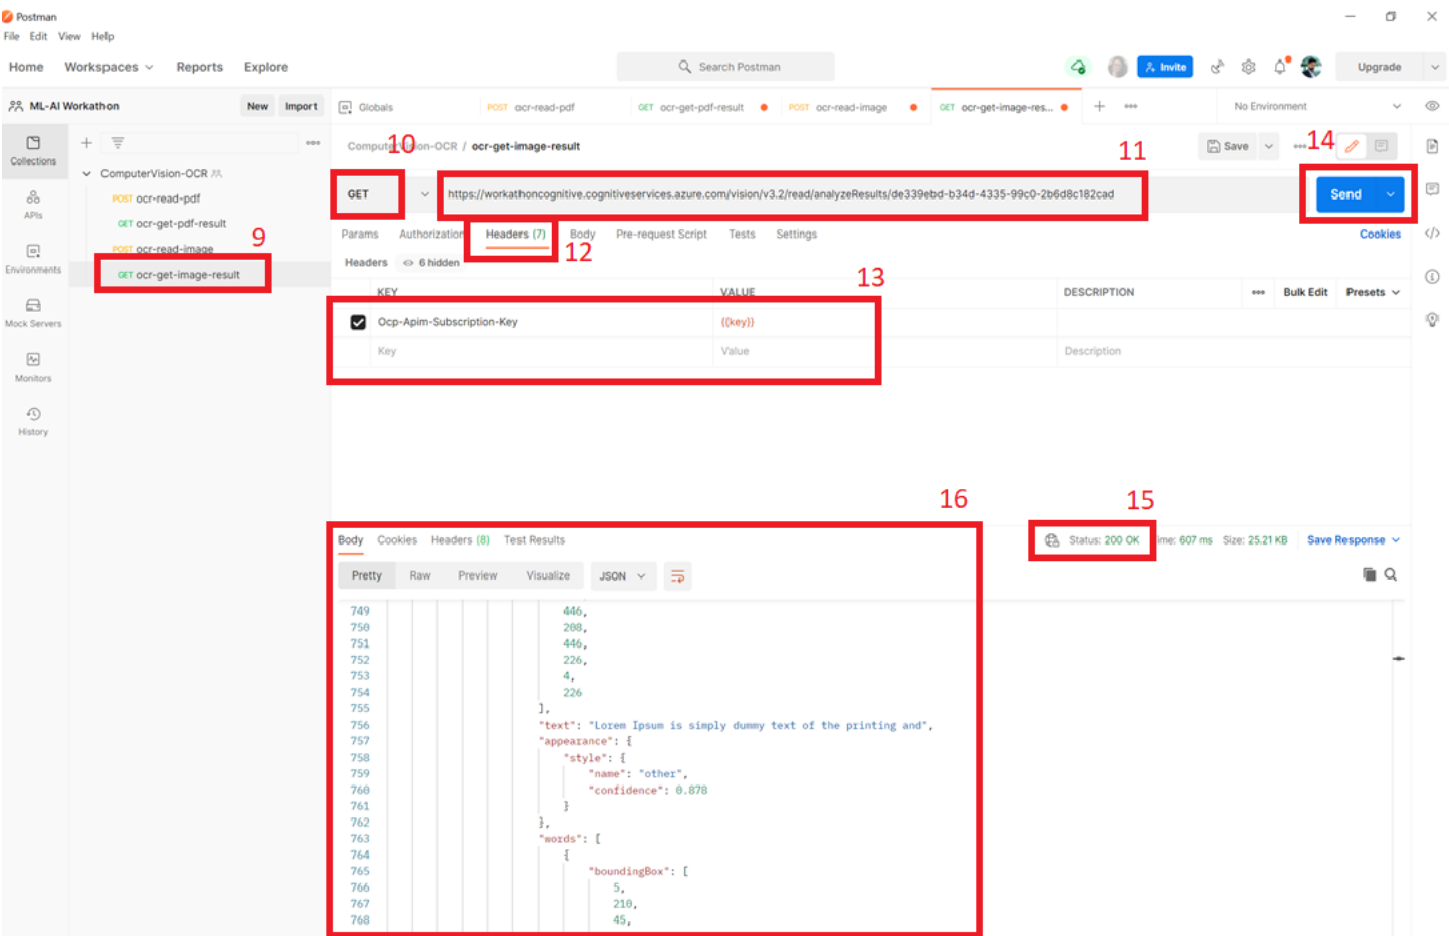 Postman
File Edit View Help
Home Workspaces Reports Explore Search Postman Invite Upgrade
ML-AI Workathon New Import Globals POST ocr-read-pdf GET ocr-get-pdf-result POST ocr-read-image GET ocr-get-image-res... No Environment
Collections
APIs
Environments
Mock Servers
Monitors
History
ComputerVision-OCR
POST ocr-read-pdf
GET ocr-get-pdf-result
9
POST ocr-read-image
GET ocr-get-image-result
10
ComputerVision-OCR / ocr-get-image-result
11
Save
14
GET https://workathoncognitive.cognitiveservices.azure.com/vision/v3.2/read/analyzeResults/de339ebd-b34d-4335-99c0-2b6d8c182cad Send
Params Authorization Headers (7) Body Pre-request Script Tests Settings Cookies
12
Headers 6 hidden
13
KEY VALUE DESCRIPTION Bulk Edit Presets
Ocp-Apim-Subscription-Key {{key}}
Key Value Description
16
15
Body Cookies Headers (8) Test Results Status: 200 OK ime: 607 ms Size: 25.21 KB Save Response
Pretty Raw Preview Visualize JSON
749 446,
750 208,
751 446,
752 226,
753 4,
754 226
755 ],
756 "text": "Lorem Ipsum is simply dummy text of the printing and",
757 "appearance": {
758 "style": {
759 "name": "other",
760 "confidence": 0.878
761 }
762 },
763 "words": [
764 {
765 "boundingBox": [
766 5,
767 210,
768 45,